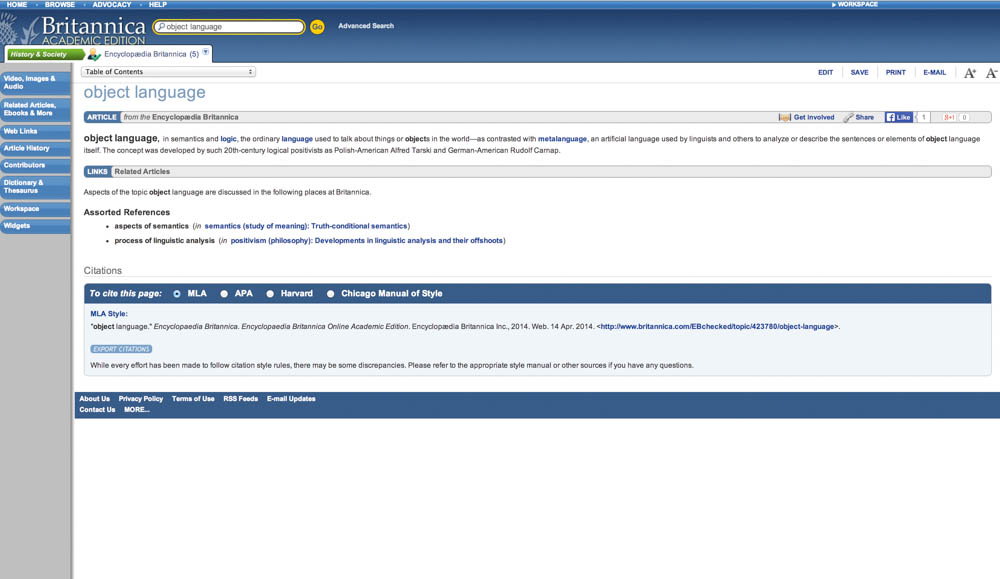 HOME • BROWSE • ADVOCACY • HELP ▶ WORKSPACE
Britannica
ACADEMIC EDITION
object language Go Advanced Search
History & Society Encyclopædia Britannica (5)
Table of Contents EDIT SAVE PRINT E-MAIL A+ A-
Video, Images &
Audio
Related Articles,
Ebooks & More
Web Links
Article History
Contributors
Dictionary &
Thesaurus
Workspace
Widgets
object language
ARTICLE from the Encyclopædia Britannica Get involved Share Like 1 +1 0
object language, in semantics and logic, the ordinary language used to talk about things or objects in the world—as contrasted with metalanguage, an artificial language used by linguists and others to analyze or describe the sentences or elements of object language
itself. The concept was developed by such 20th-century logical positivists as Polish-American Alfred Tarski and German-American Rudolf Carnap.
LINKS Related Articles
Aspects of the topic object language are discussed in the following places at Britannica.
Assorted References
• aspects of semantics (in semantics (study of meaning): Truth-conditional semantics)
• process of linguistic analysis (in positivism (philosophy): Developments in linguistic analysis and their offshoots)
Citations
To cite this page: MLA APA Harvard Chicago Manual of Style
MLA Style:
"object language." Encyclopaedia Britannica. Encyclopaedia Britannica Online Academic Edition. Encyclopædia Britannica Inc., 2014. Web. 14 Apr. 2014. <http://www.britannica.com/EBchecked/topic/423780/object-language>.
EXPORT CITATIONS
While every effort has been made to follow citation style rules, there may be some discrepancies. Please refer to the appropriate style manual or other sources if you have any questions.
About Us Privacy Policy Terms of Use RSS Feeds E-mail Updates
Contact Us MORE...